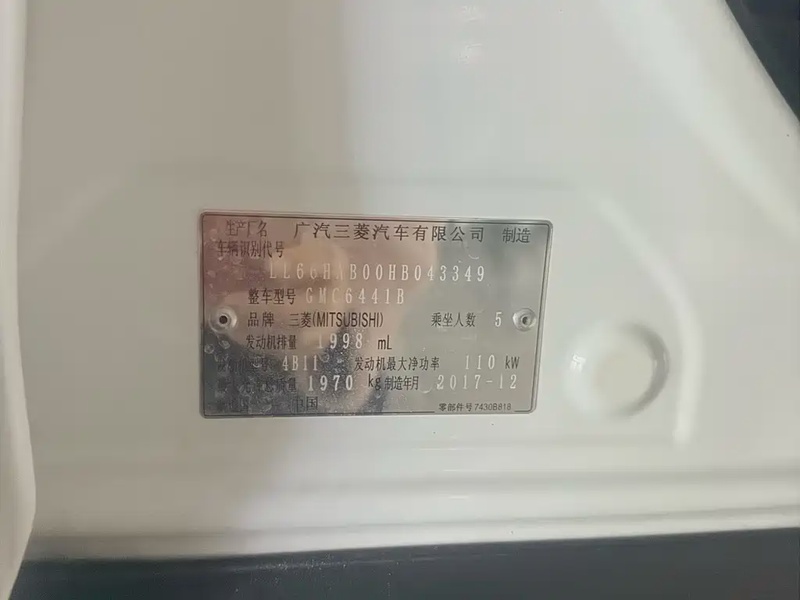 生产厂名 广汽三菱汽车有限公司 制造
车辆识别代号
LL66HAB00HB043349
整车型号 GMC6441B
品牌 三菱(MITSUBISHI) 乘坐人数 5
发动机排量 1998 mL
4B11 发动机最大净功率 110 kW
质量 1970 kg 制造年月 2017-12
中国 零部件号 7430B818